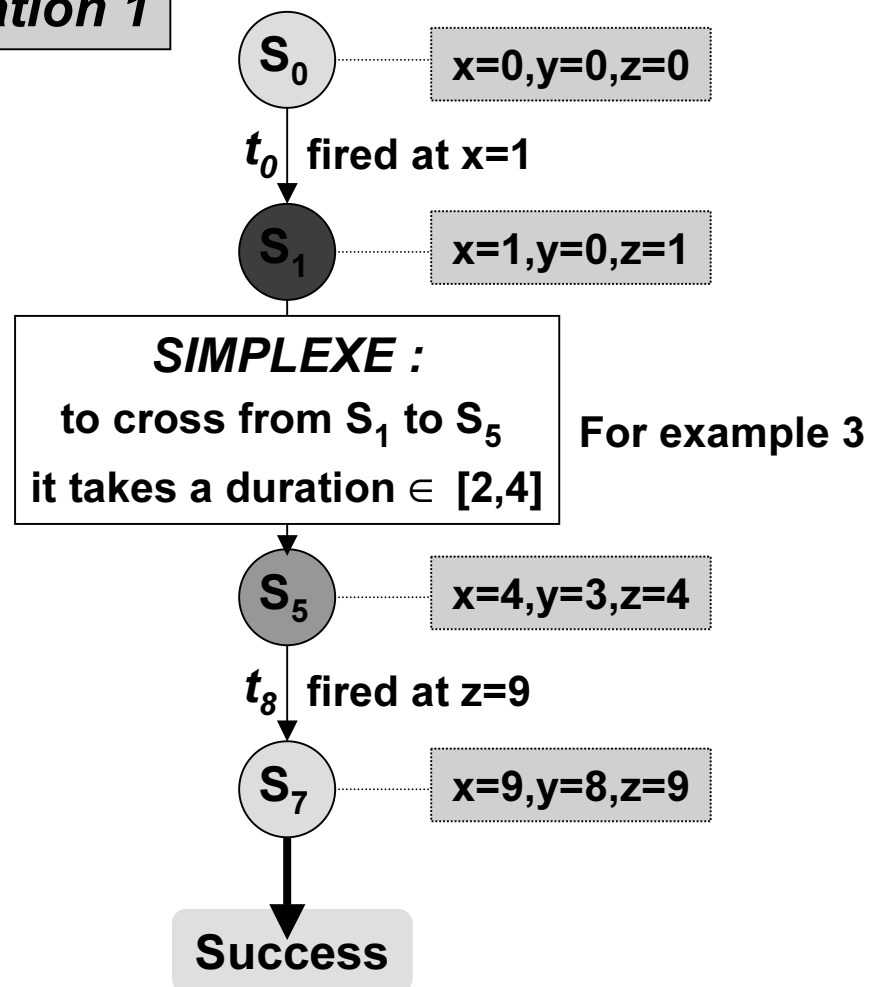 ation 1
S0
x=0,y=0,z=0
t0 fired at x=1
S1
x=1,y=0,z=1
SIMPLEXE :
to cross from S1 to S5
it takes a duration ∈ [2,4]
For example 3
S5
x=4,y=3,z=4
t8 fired at z=9
S7
x=9,y=8,z=9
Success